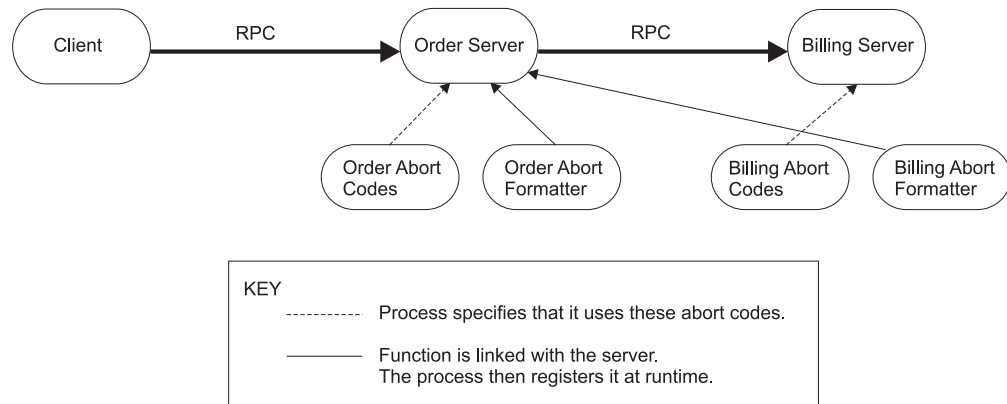 Client
RPC
Order Server
RPC
Billing Server
Order Abort
Codes
Order Abort
Formatter
Billing Abort
Codes
Billing Abort
Formatter
KEY
Process specifies that it uses these abort codes.
Function is linked with the server.
The process then registers it at runtime.